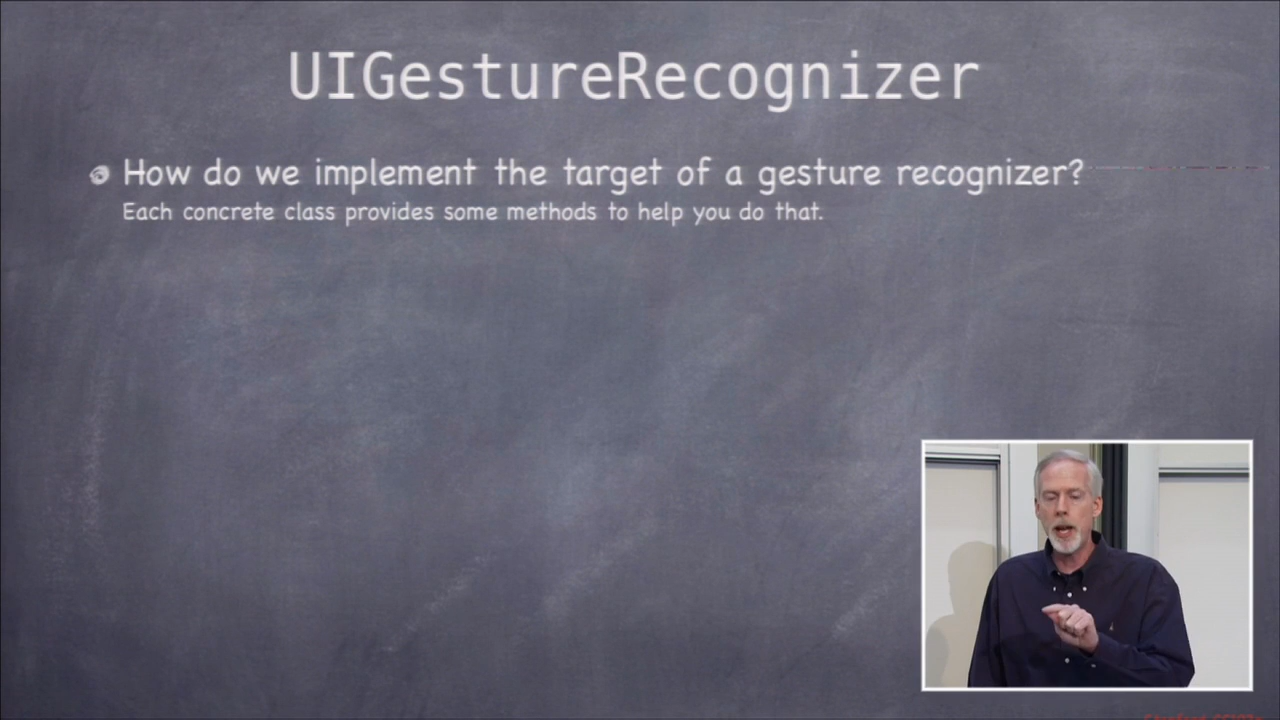 UIGestureRecognizer
How do we implement the target of a gesture recognizer?
Each concrete class provides some methods to help you do that.